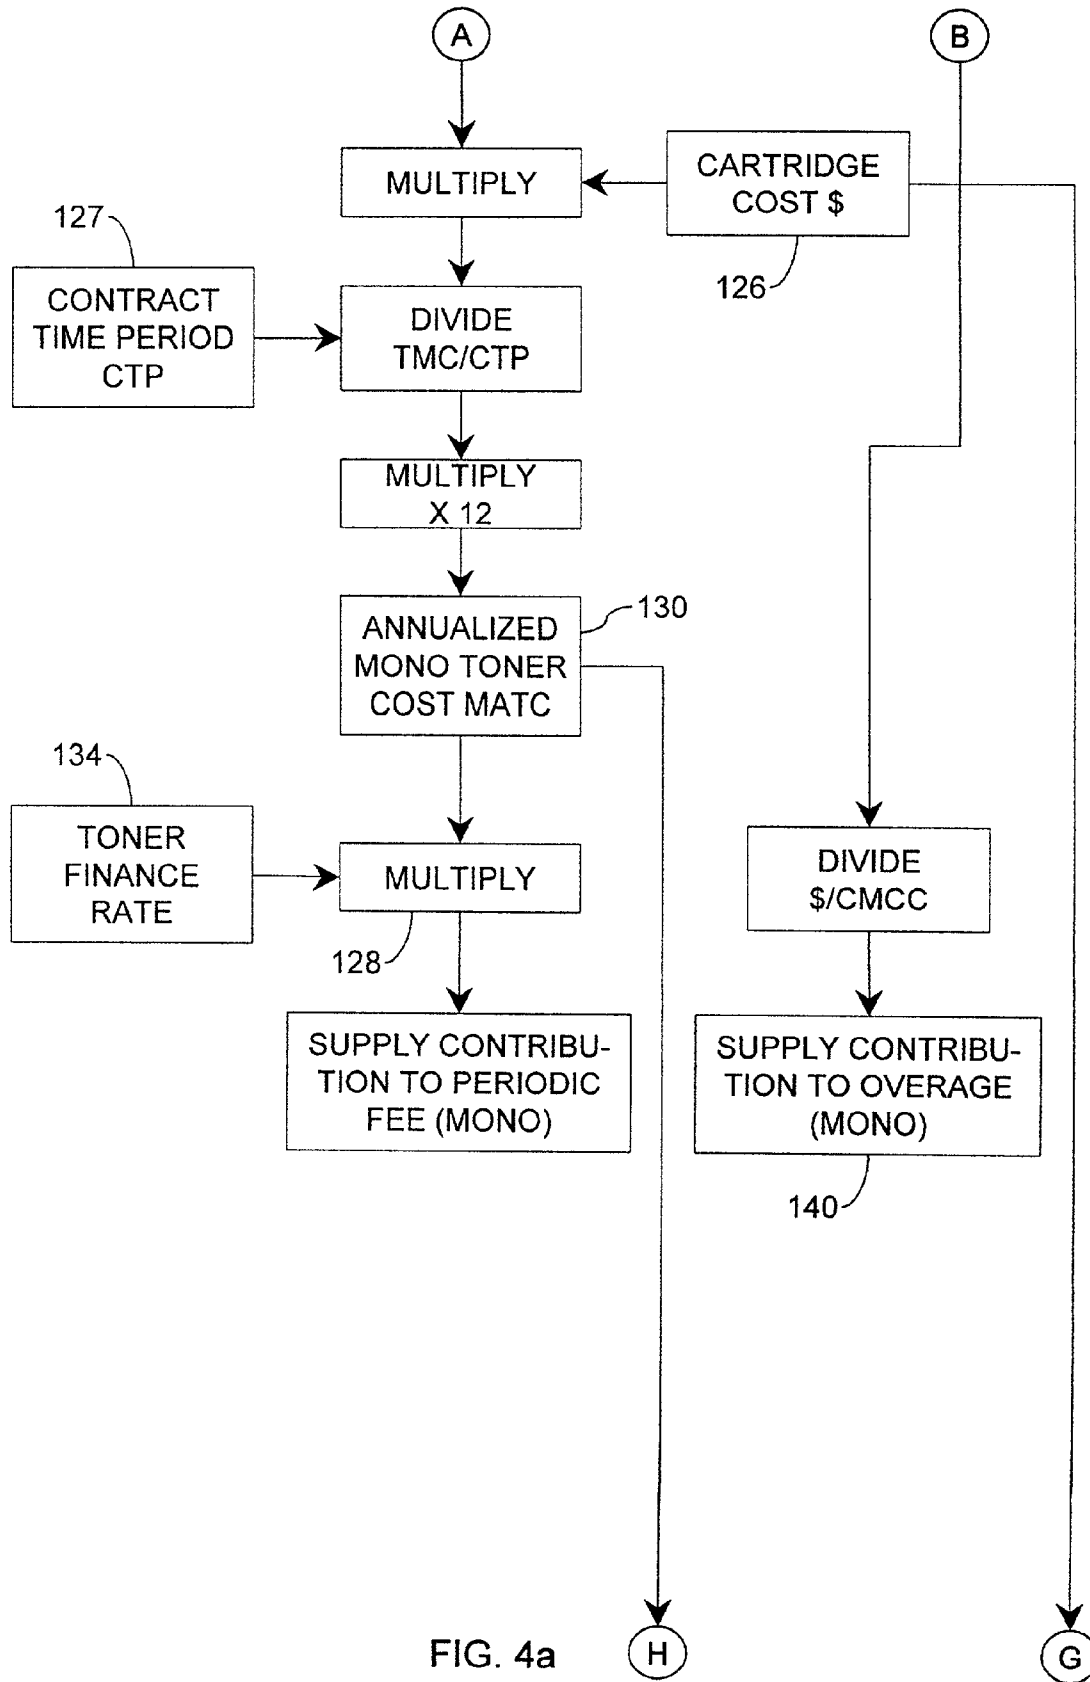 A
B
MULTIPLY
CARTRIDGE
COST $
127
126
CONTRACT
TIME PERIOD
CTP
DIVIDE
TMC/CTP
MULTIPLY
X 12
130
ANNUALIZED
MONO TONER
COST MATC
134
TONER
FINANCE
RATE
MULTIPLY
DIVIDE
$/CMCC
128
SUPPLY CONTRIBU-
TION TO PERIODIC
FEE (MONO)
SUPPLY CONTRIBU-
TION TO OVERAGE
(MONO)
140
FIG. 4a
H
G